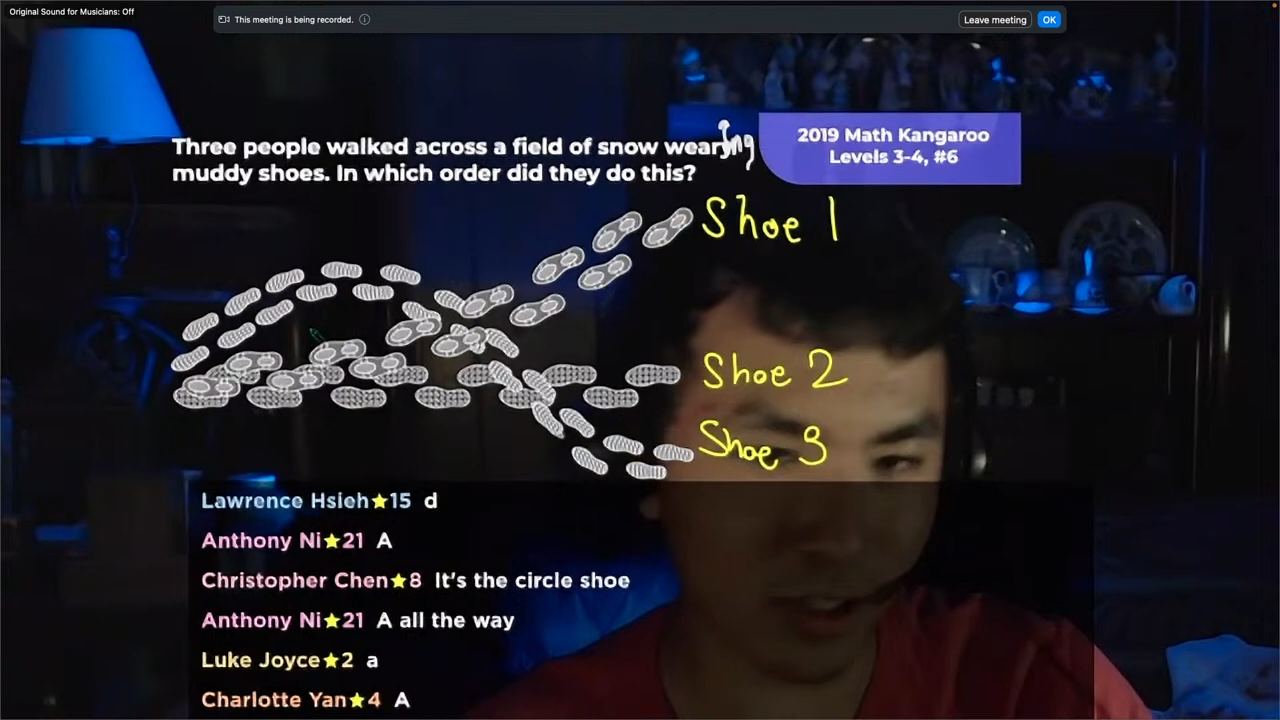 Original Sound for Musicians: Off
This meeting is being recorded.
Leave meeting
OK
Three people walked across a field of snow wearing
muddy shoes. In which order did they do this?
2019 Math Kangaroo
Levels 3-4, #6
Shoe 1
Shoe 2
Shoe 3
Lawrence Hsieh★15 d
Anthony Ni★21 A
Christopher Chen★8 It's the circle shoe
Anthony Ni★21 A all the way
Luke Joyce★2 a
Charlotte Yan★4 A